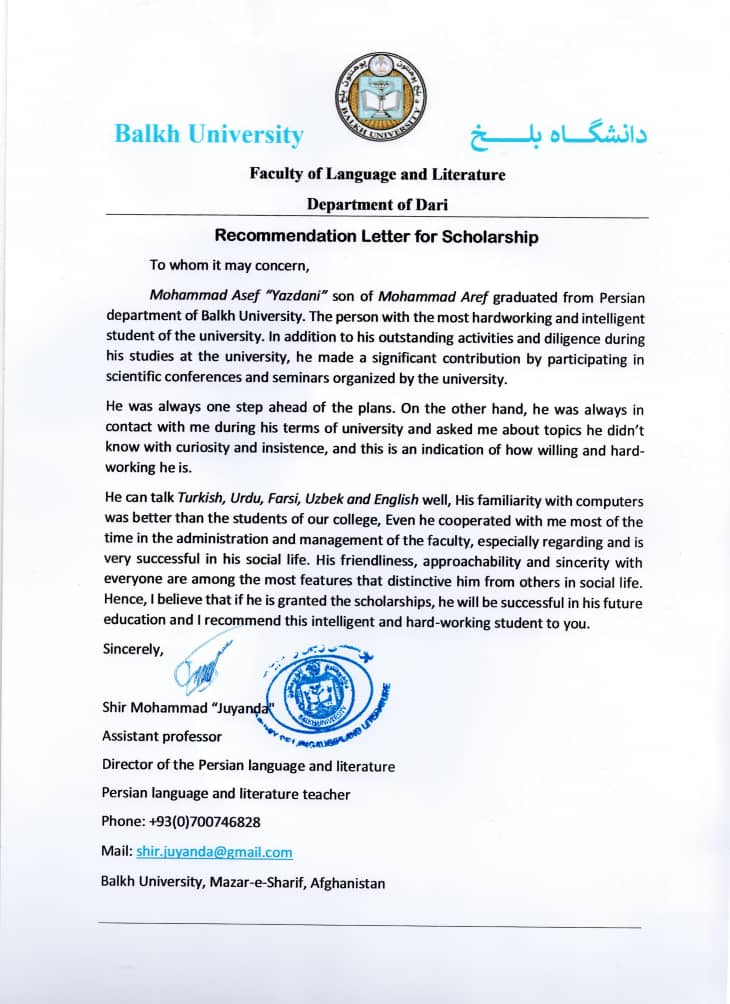 پوهنتون بلخ
BALKH UNIVERSITY
Balkh University
دانشگاه بلخ
Faculty of Language and Literature
Department of Dari
Recommendation Letter for Scholarship
To whom it may concern,
Mohammad Asef “Yazdani” son of Mohammad Aref graduated from Persian
department of Balkh University. The person with the most hardworking and intelligent
student of the university. In addition to his outstanding activities and diligence during
his studies at the university, he made a significant contribution by participating in
scientific conferences and seminars organized by the university.
He was always one step ahead of the plans. On the other hand, he was always in
contact with me during his terms of university and asked me about topics he didn’t
know with curiosity and insistence, and this is an indication of how willing and hard-
working he is.
He can talk Turkish, Urdu, Farsi, Uzbek and English well, His familiarity with computers
was better than the students of our college, Even he cooperated with me most of the
time in the administration and management of the faculty, especially regarding and is
very successful in his social life. His friendliness, approachability and sincerity with
everyone are among the most features that distinctive him from others in social life.
Hence, I believe that if he is granted the scholarships, he will be successful in his future
education and I recommend this intelligent and hard-working student to you.
Sincerely,
BALKH UNIVERSITY
Shir Mohammad “Juyanda”
Assistant professor
Director of the Persian language and literature
Persian language and literature teacher
Phone: +93(0)700746828
Mail: shir.juyanda@gmail.com
Balkh University, Mazar-e-Sharif, Afghanistan